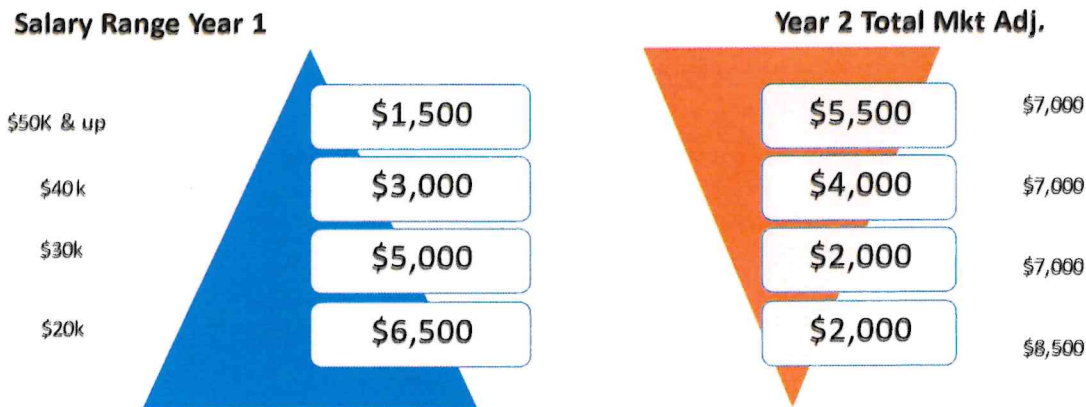 Salary Range Year 1
Year 2 Total Mkt Adj.
$50K & up
$1,500
$5,500
$7,000
$40k
$3,000
$4,000
$7,000
$30k
$5,000
$2,000
$7,000
$20k
$6,500
$2,000
$8,500